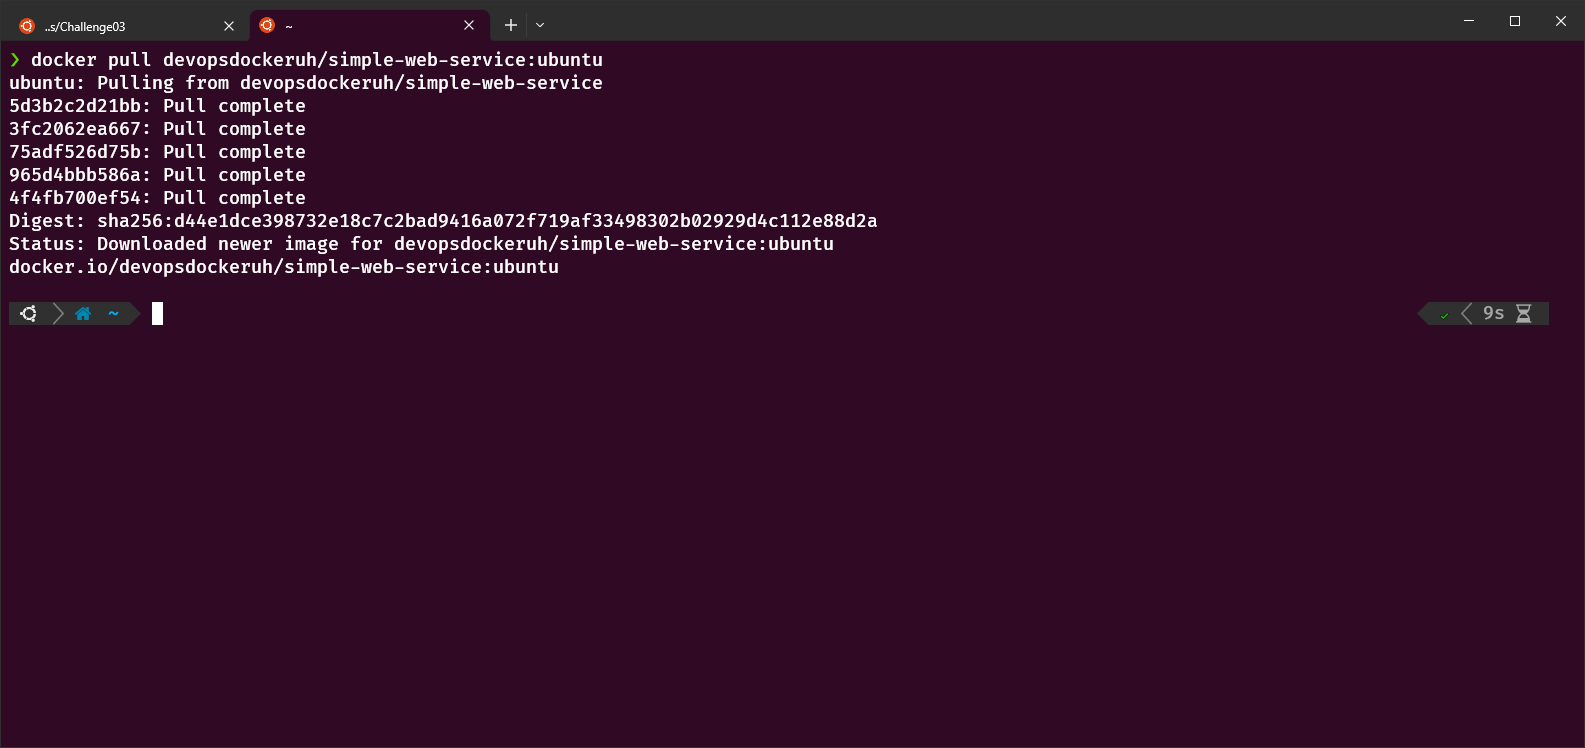 ..s/Challenge03
~
❯ docker pull devopsdockeruh/simple-web-service:ubuntu
ubuntu: Pulling from devopsdockeruh/simple-web-service
5d3b2c2d21bb: Pull complete
3fc2062ea667: Pull complete
75adf526d75b: Pull complete
965d4bbb586a: Pull complete
4f4fb700ef54: Pull complete
Digest: sha256:d44e1dce398732e18c7c2bad9416a072f719af33498302b02929d4c112e88d2a
Status: Downloaded newer image for devopsdockeruh/simple-web-service:ubuntu
docker.io/devopsdockeruh/simple-web-service:ubuntu
~ 9s